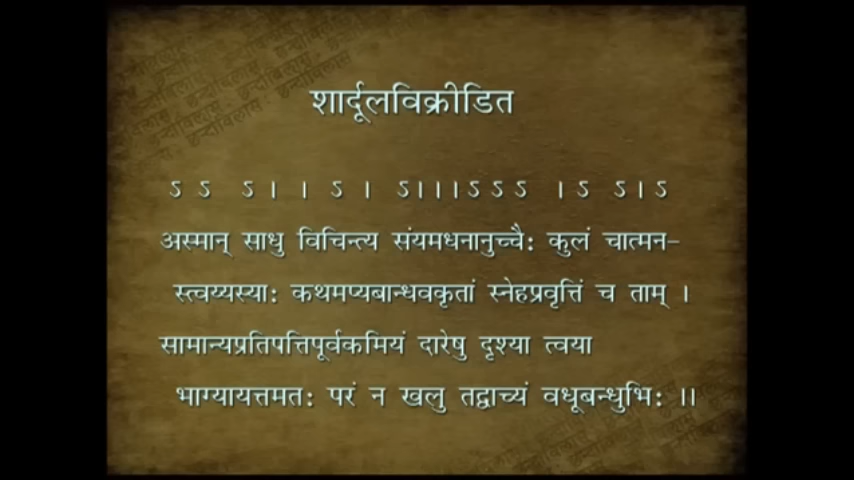 शार्दूलविक्रीडित
ऽ ऽ ऽ । । ऽ । ऽ । । । ऽ ऽ ऽ । ऽ ऽ । ऽ
अस्मान् साधु विचिन्त्य संयमधनानुच्चै: कुलं चात्मन-
स्त्वय्यस्या: कथमप्यबान्धवकृतां स्नेहप्रवृत्तिं च ताम् ।
सामान्यप्रतिपत्तिपूर्वकमियं दारेषु दृश्या त्वया
भाग्यायत्तमत: परं न खलु तद्वाच्यं वधूबन्धुभि: ।।